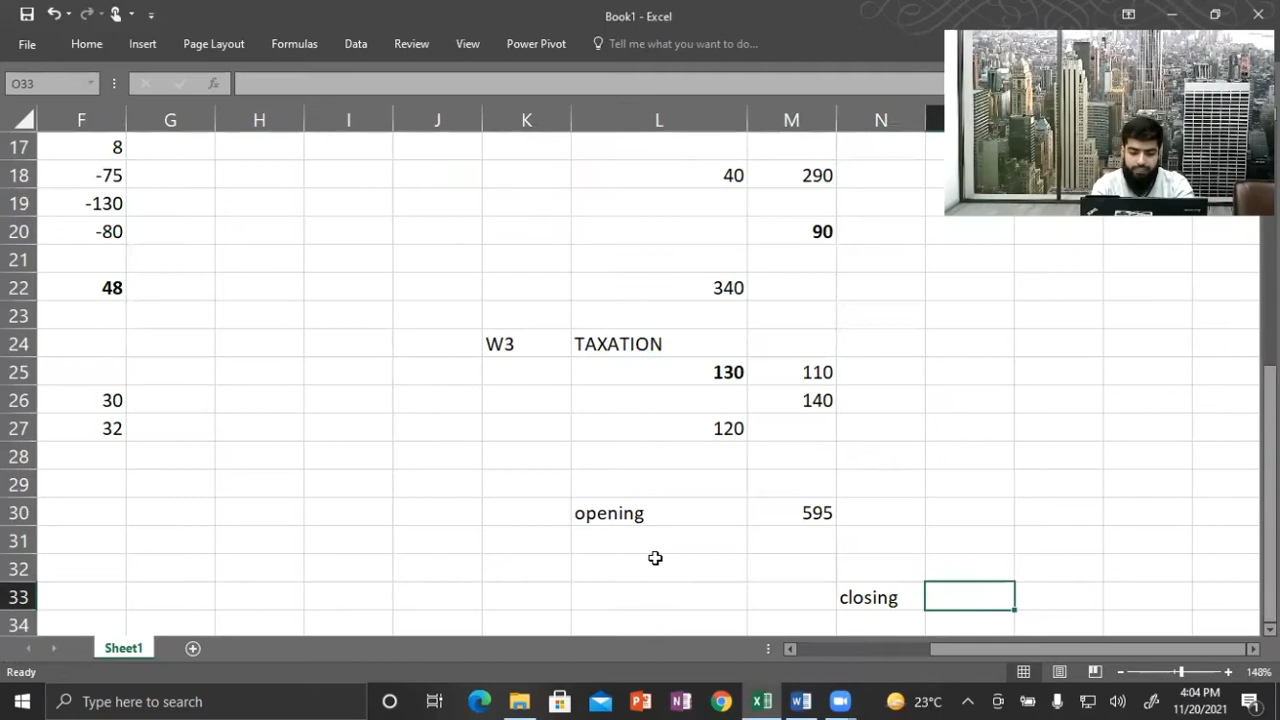 Book1 - Excel
File Home Insert Page Layout Formulas Data Review View Power Pivot Tell me what you want to do...
O33 fx
F G H I J K L M N
17 8
18 -75 40 290
19 -130
20 -80 90
21
22 48 340
23
24 W3 TAXATION
25 130 110
26 30 140
27 32 120
28
29
30 opening 595
31
32
33 closing
34
Sheet1
Ready 148%
Type here to search 23°C 4:04 PM
11/20/2021